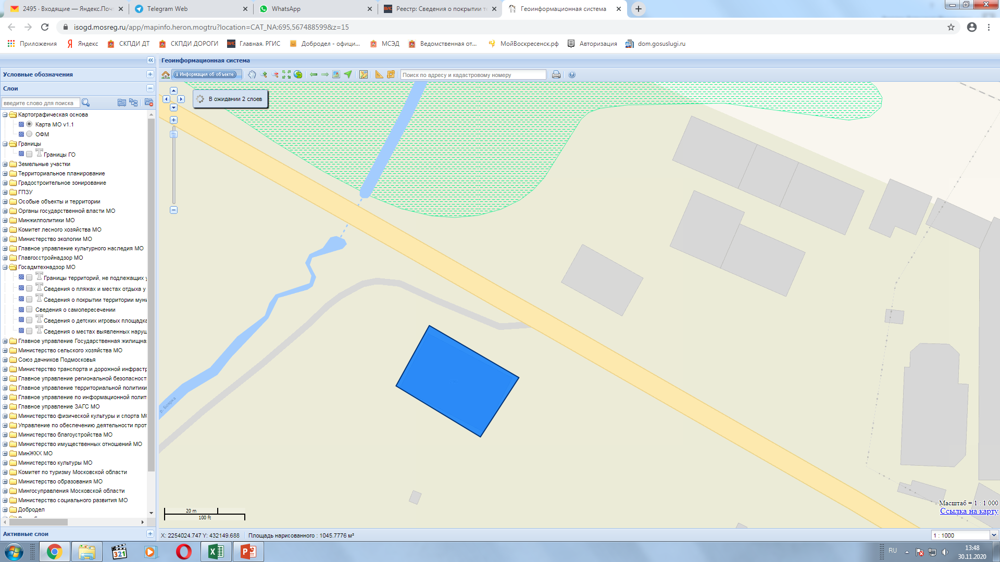 2495 · Входящие — Яндекс.Поч
Telegram Web
WhatsApp
Реестр: Сведения о покрытии т
Геоинформационная система
isogd.mosreg.ru/app/mapinfo.heron.mogtru?location=CAT_NA:695,567488599&z=15
Приложения
Яндекс
СКПДИ ДТ
СКПДИ ДОРОГИ
Главная. РГИС
Добродел - офици...
МСЭД
Ведомственная от...
МойВоскресенск.рф
Авторизация
dom.gosuslugi.ru
Геоинформационная система
Условные обозначения
Информация об объекте
Поиск по адресу и кадастровому номеру
Слои
В ожидании 2 слоев
введите слово для поиска
Картографическая основа
Карта МО v1.1
ОФМ
Границы
Границы ГО
Земельные участки
Территориальное планирование
Градостроительное зонирование
ГПЗУ
Особые объекты и территории
Органы государственной власти МО
Минжилполитики МО
Комитет лесного хозяйства МО
Министерство экологии МО
Главное управление культурного наследия МО
Главгосстройнадзор МО
Госадмтехнадзор МО
Границы территорий, не подлежащих у
Сведения о пляжах и местах отдыха у
Сведения о покрытии территории муни
Сведения о самопересечении
Сведения о детских игровых площадка
Сведения о местах выявленных наруш
Главное управление Государственная жилищна
Министерство сельского хозяйства МО
Союз дачников Подмосковья
Министерство транспорта и дорожной инфрастр
Главное управление региональной безопасност
Главное управление территориальной политики
Главное управление по информационной полит
Главное управление ЗАГС МО
Министерство физической культуры и спорта МО
Управление по обеспечению деятельности прот
Министерство благоустройства МО
Министерство имущественных отношений МО
МинЖКХ МО
Министерство культуры МО
Комитет по туризму Московской области
Министерство образования МО
Мингосуправления Московской области
Министерство социального развития МО
Добродел
р. Боярка
20 m
100 ft
Масштаб = 1 : 1 000
Ссылка на карту
Активные слои
X: 2254024.747 Y: 432149.688
Площадь нарисованного : 1045.7776 м²
1 : 1000
321
RU
13:48
30.11.2020